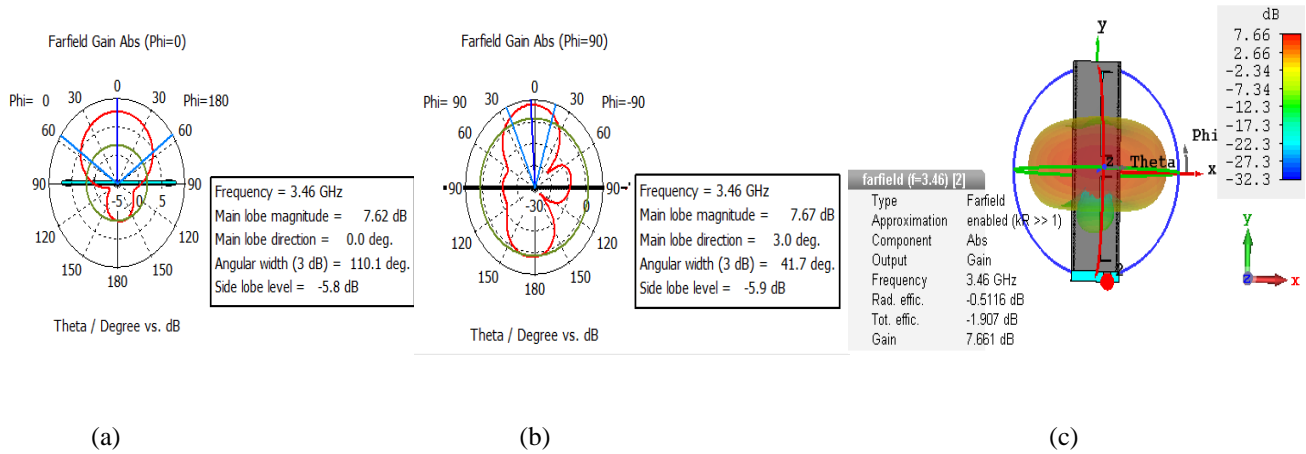 Farfield Gain Abs (Phi=0)
0
Phi= 0 30 30 Phi=180
60 60
90 -5 0 5 90
120 120
150 150
180
Theta / Degree vs. dB
Frequency = 3.46 GHz
Main lobe magnitude = 7.62 dB
Main lobe direction = 0.0 deg.
Angular width (3 dB) = 110.1 deg.
Side lobe level = -5.8 dB
(a)
Farfield Gain Abs (Phi=90)
0
Phi= 90 30 30 Phi=-90
60 60
90 -30 0 90
120 120
150 150
180
Theta / Degree vs. dB
Frequency = 3.46 GHz
Main lobe magnitude = 7.67 dB
Main lobe direction = 3.0 deg.
Angular width (3 dB) = 41.7 deg.
Side lobe level = -5.9 dB
(b)
y
Phi
z Theta x
farfield (f=3.46) [2]
Type Farfield
Approximation enabled (kR >> 1)
Component Abs
Output Gain
Frequency 3.46 GHz
Rad. effic. -0.5116 dB
Tot. effic. -1.907 dB
Gain 7.661 dB
dB
7.66
2.66
-2.34
-7.34
-12.3
-17.3
-22.3
-27.3
-32.3
y
z x
(c)